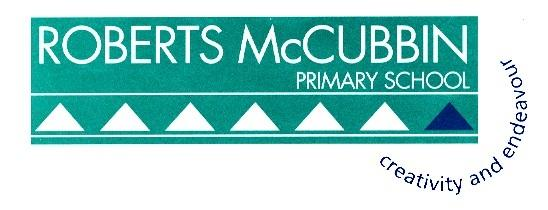 ROBERTS McCUBBIN
PRIMARY SCHOOL
creativity and endeavour